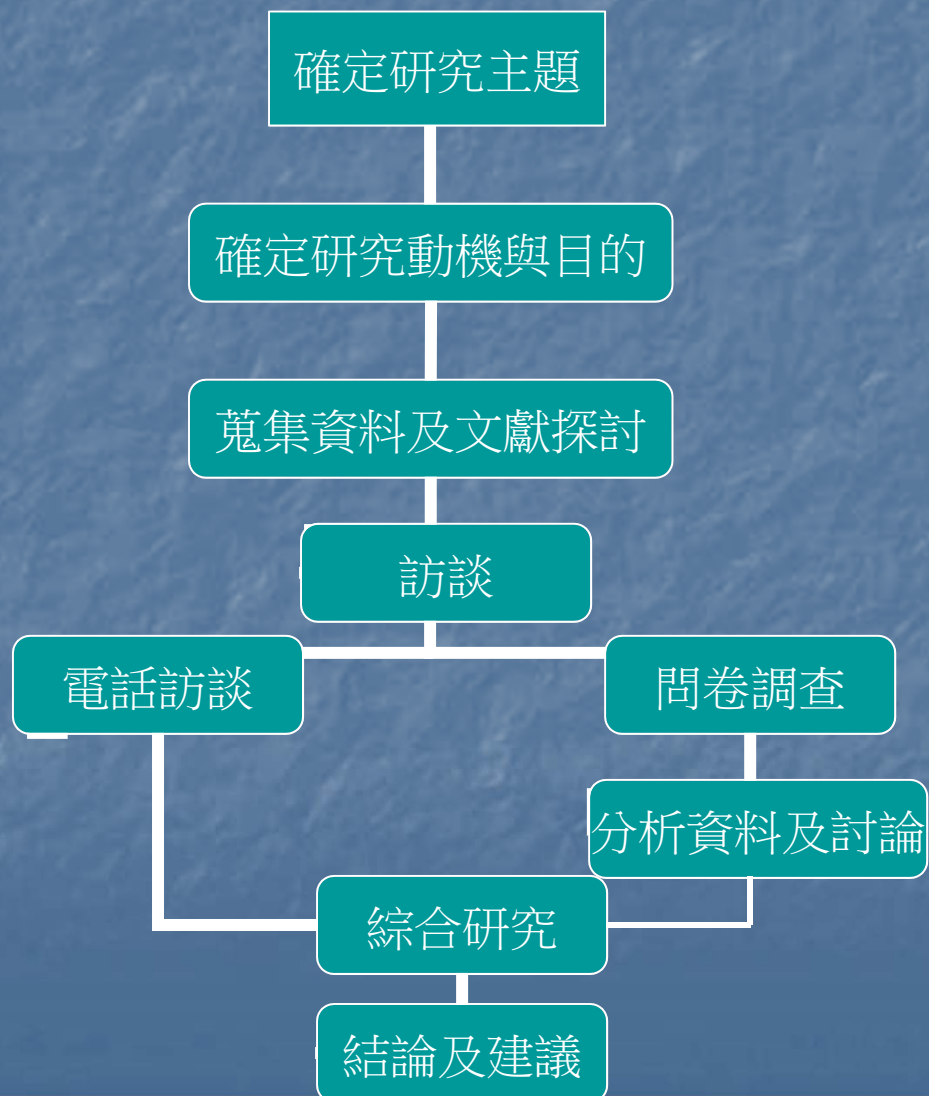 確定研究主題
確定研究動機與目的
蒐集資料及文獻探討
訪談
電話訪談
問卷調查
分析資料及討論
綜合研究
結論及建議